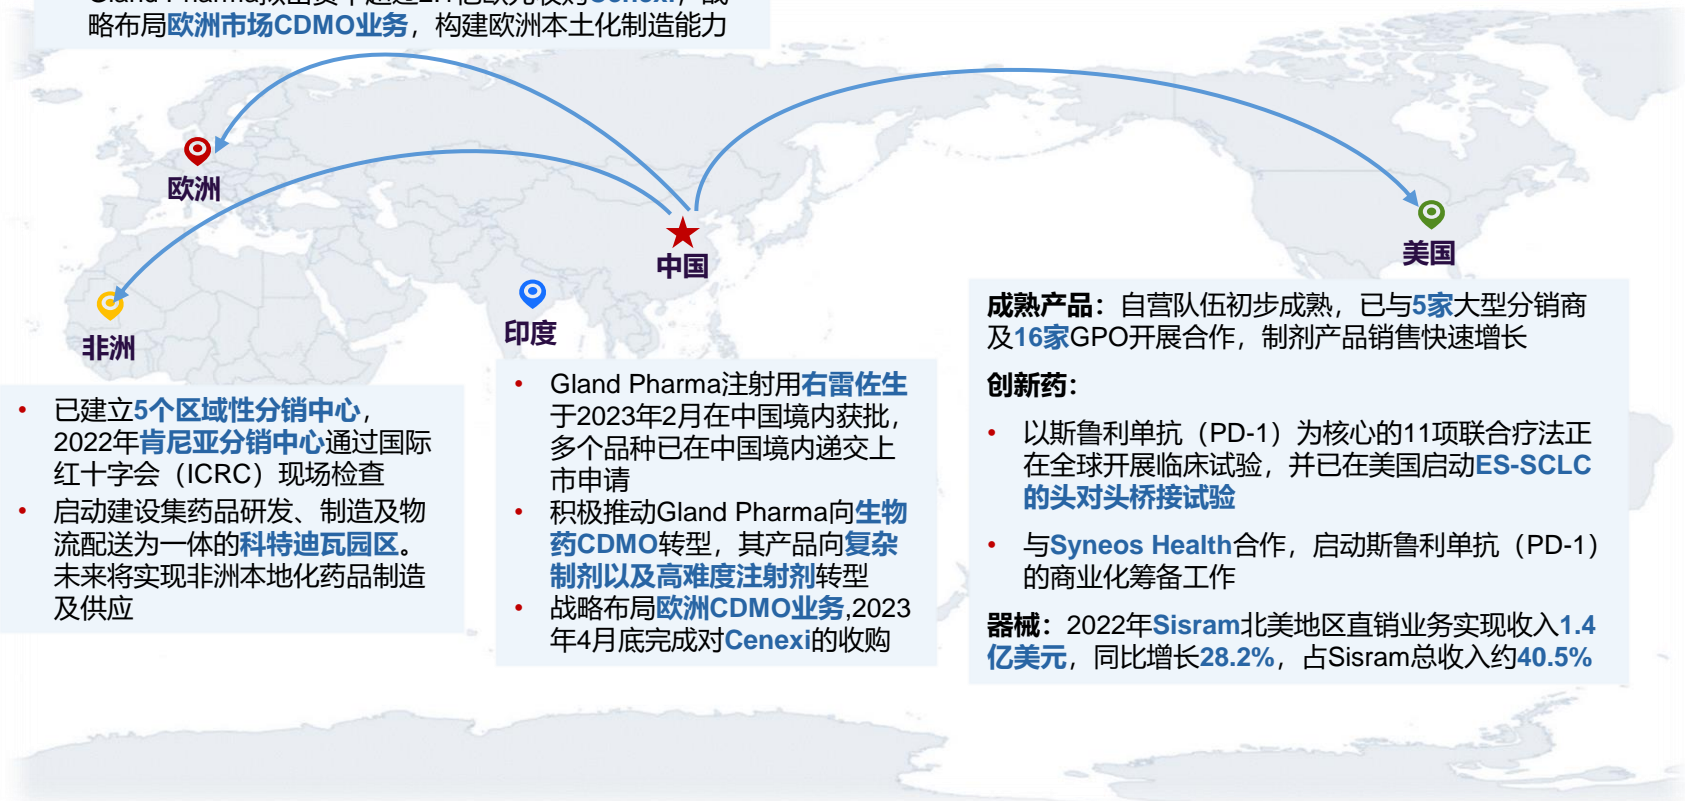 略布局欧洲市场CDMO业务，构建欧洲本土化制造能力
欧洲
中国
美国
非洲
印度
已建立5个区域性分销中心，
2022年肯尼亚分销中心通过国际
红十字会（ICRC）现场检查
启动建设集药品研发、制造及物
流配送为一体的科特迪瓦园区。
未来将实现非洲本地化药品制造
及供应
Gland Pharma注射用右雷佐生
于2023年2月在中国境内获批，
多个品种已在中国境内递交上
市申请
积极推动Gland Pharma向生物
药CDMO转型，其产品向复杂
制剂以及高难度注射剂转型
战略布局欧洲CDMO业务,2023
年4月底完成对Cenexi的收购
成熟产品：自营队伍初步成熟，已与5家大型分销商
及16家GPO开展合作，制剂产品销售快速增长
创新药：
以斯鲁利单抗（PD-1）为核心的11项联合疗法正
在全球开展临床试验，并已在美国启动ES-SCLC
的头对头桥接试验
与Syneos Health合作，启动斯鲁利单抗（PD-1）
的商业化筹备工作
器械：2022年Sisram北美地区直销业务实现收入1.4
亿美元，同比增长28.2%，占Sisram总收入约40.5%